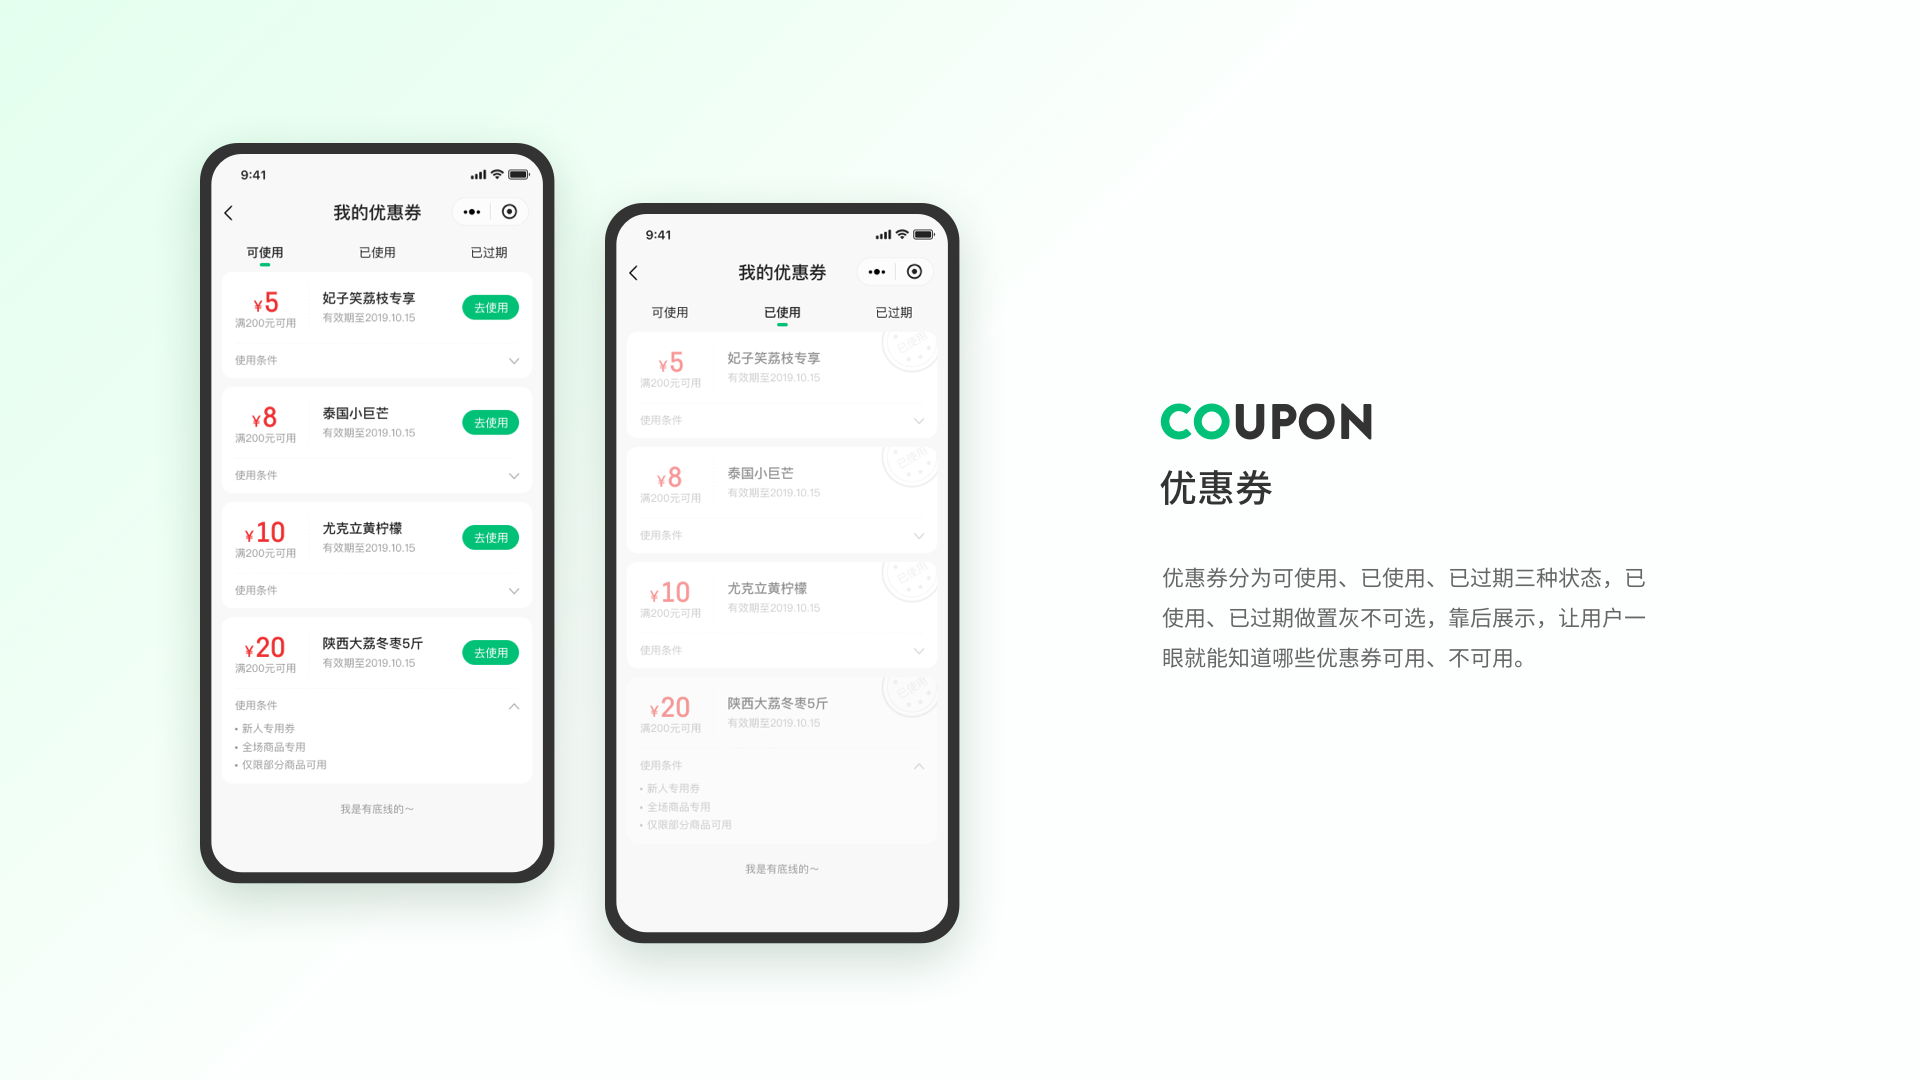 9:41
我的优惠券
可使用 已使用 已过期
¥5
满200元可用
妃子笑荔枝专享
有效期至2019.10.15
去使用
使用条件
¥8
满200元可用
泰国小巨芒
有效期至2019.10.15
去使用
使用条件
¥10
满200元可用
尤克立黄柠檬
有效期至2019.10.15
去使用
使用条件
¥20
满200元可用
陕西大荔冬枣5斤
有效期至2019.10.15
去使用
使用条件
• 新人专用券
• 全场商品专用
• 仅限部分商品可用
我是有底线的～
9:41
我的优惠券
可使用 已使用 已过期
¥5
满200元可用
妃子笑荔枝专享
有效期至2019.10.15
已使用
使用条件
¥8
满200元可用
泰国小巨芒
有效期至2019.10.15
已使用
使用条件
¥10
满200元可用
尤克立黄柠檬
有效期至2019.10.15
已使用
使用条件
¥20
满200元可用
陕西大荔冬枣5斤
有效期至2019.10.15
已使用
使用条件
• 新人专用券
• 全场商品专用
• 仅限部分商品可用
我是有底线的～
COUPON
优惠券
优惠券分为可使用、已使用、已过期三种状态，已
使用、已过期做置灰不可选，靠后展示，让用户一
眼就能知道哪些优惠券可用、不可用。